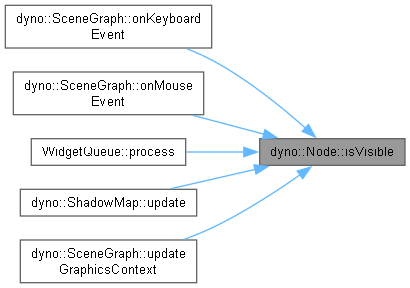 dyno::SceneGraph::onKeyboard
Event
dyno::SceneGraph::onMouse
Event
WidgetQueue::process
dyno::Node::isVisible
dyno::ShadowMap::update
dyno::SceneGraph::update
GraphicsContext